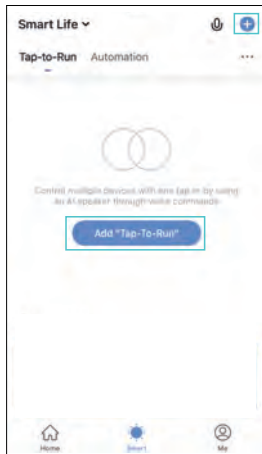 Smart Life
Tap-to-Run Automation ...
Control multiple devices with one tap or by using
an AI speaker through voice commands
Add "Tap-To-Run"
Home Smart Me